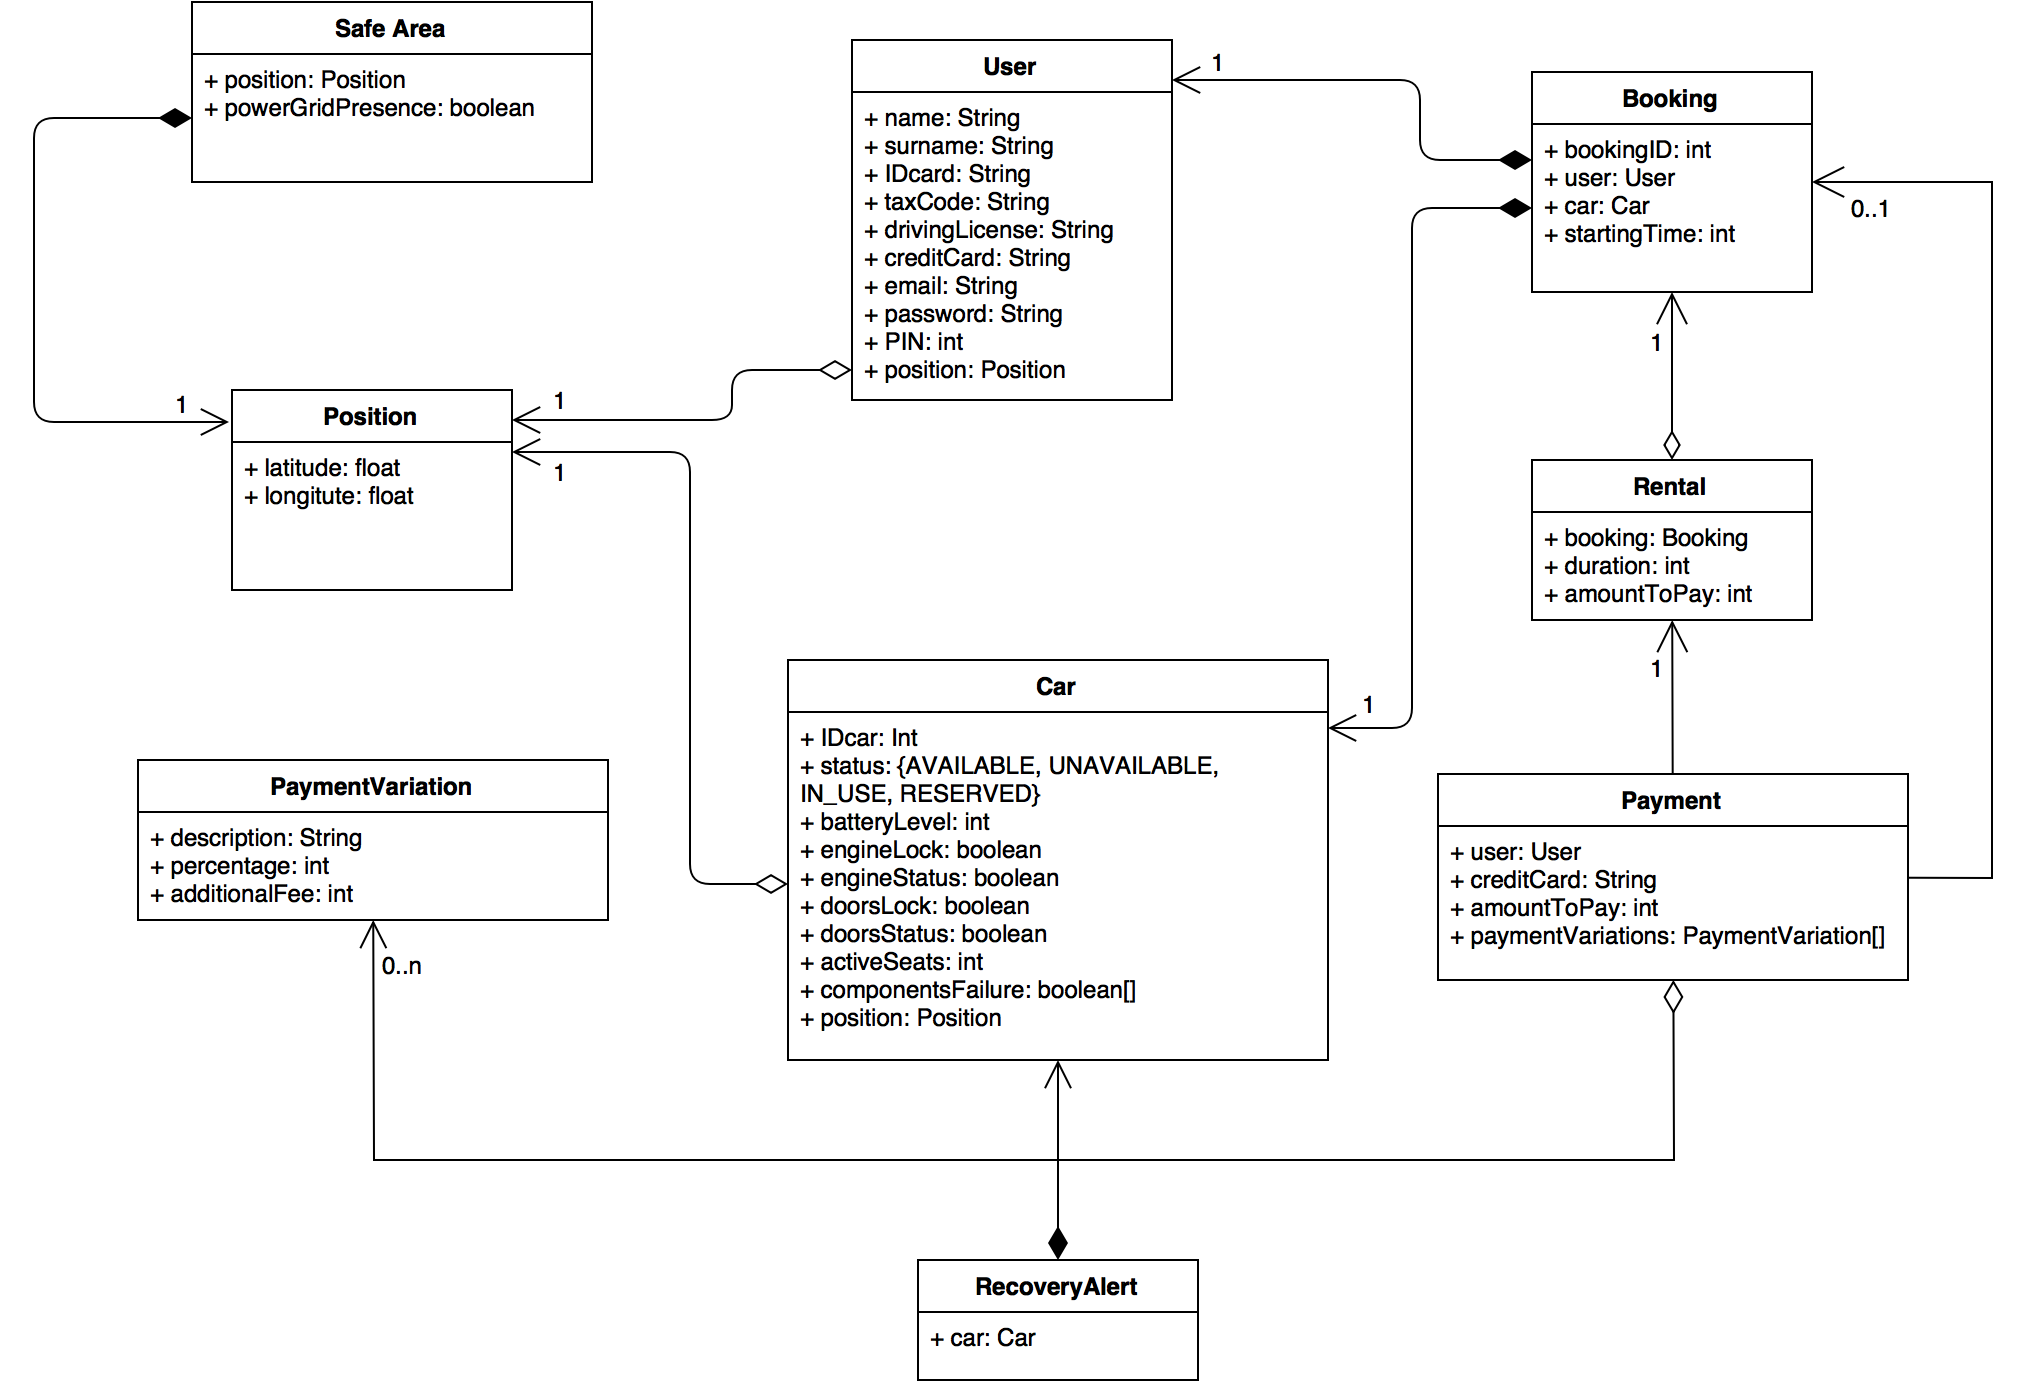 Safe Area
+ position: Position
+ powerGridPresence: boolean
User
+ name: String
+ surname: String
+ IDcard: String
+ taxCode: String
+ drivingLicense: String
+ creditCard: String
+ email: String
+ password: String
+ PIN: int
+ position: Position
1
Booking
+ bookingID: int
+ user: User
+ car: Car
+ startingTime: int
0..1
1
Position
+ latitude: float
+ longitute: float
1
1
1
Rental
+ booking: Booking
+ duration: int
+ amountToPay: int
1
Car
+ IDcar: Int
+ status: {AVAILABLE, UNAVAILABLE,
IN_USE, RESERVED}
+ batteryLevel: int
+ engineLock: boolean
+ engineStatus: boolean
+ doorsLock: boolean
+ doorsStatus: boolean
+ activeSeats: int
+ componentsFailure: boolean[]
+ position: Position
1
PaymentVariation
+ description: String
+ percentage: int
+ additionalFee: int
0..n
Payment
+ user: User
+ creditCard: String
+ amountToPay: int
+ paymentVariations: PaymentVariation[]
RecoveryAlert
+ car: Car